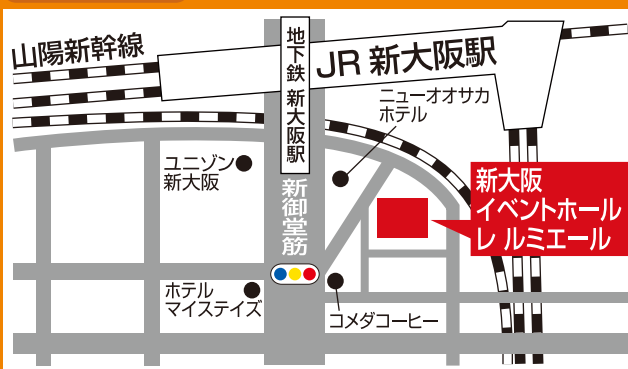 山陽新幹線
JR 新大阪駅
地下鉄 新大阪駅
ニューオオサカ
ホテル
ユニゾン
新大阪
新御堂筋
新大阪
イベントホール
レ ルミエール
ホテル
マイステイズ
コメダコーヒー